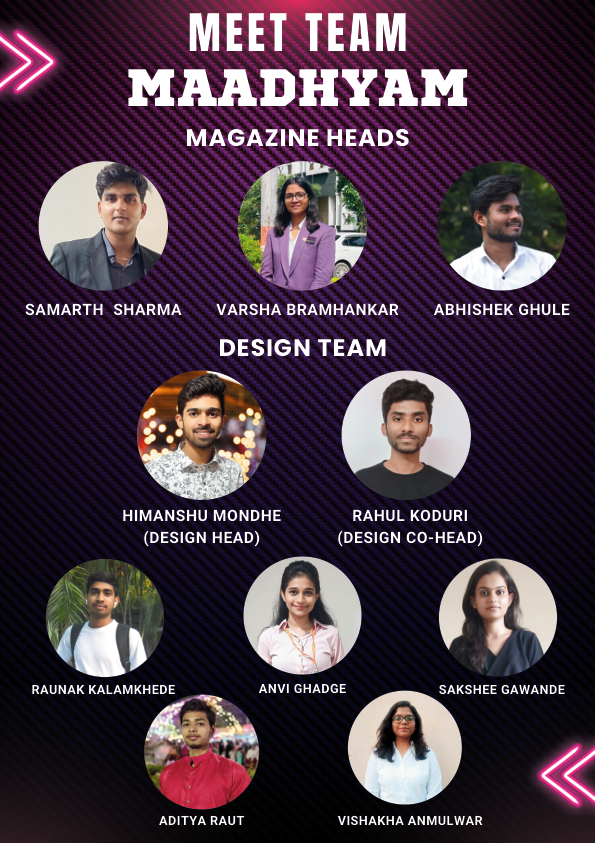 MEET TEAM
MAADHYAM
MAGAZINE HEADS
SAMARTH SHARMA
VARSHA BRAMHANKAR
ABHISHEK GHULE
DESIGN TEAM
HIMANSHU MONDHE
(DESIGN HEAD)
RAHUL KODURI
(DESIGN CO-HEAD)
RAUNAK KALAMKHEDE
ANVI GHADGE
SAKSHEE GAWANDE
ADITYA RAUT
VISHAKHA ANMULWAR